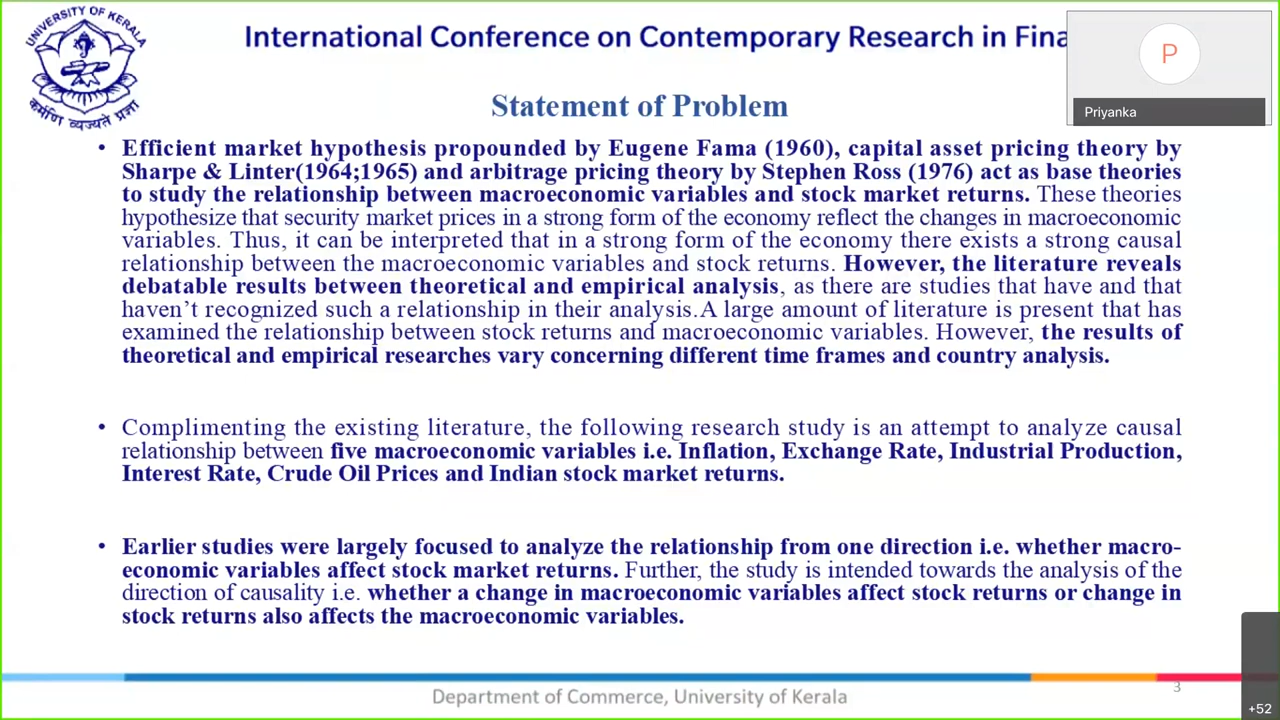 UNIVERSITY OF KERALA
कर्मणि व्यज्यते प्रज्ञा
International Conference on Contemporary Research in Fina
P
Priyanka
Statement of Problem
• Efficient market hypothesis propounded by Eugene Fama (1960), capital asset pricing theory by
Sharpe & Linter(1964;1965) and arbitrage pricing theory by Stephen Ross (1976) act as base theories
to study the relationship between macroeconomic variables and stock market returns. These theories
hypothesize that security market prices in a strong form of the economy reflect the changes in macroeconomic
variables. Thus, it can be interpreted that in a strong form of the economy there exists a strong causal
relationship between the macroeconomic variables and stock returns. However, the literature reveals
debatable results between theoretical and empirical analysis, as there are studies that have and that
haven’t recognized such a relationship in their analysis.A large amount of literature is present that has
examined the relationship between stock returns and macroeconomic variables. However, the results of
theoretical and empirical researches vary concerning different time frames and country analysis.
• Complimenting the existing literature, the following research study is an attempt to analyze causal
relationship between five macroeconomic variables i.e. Inflation, Exchange Rate, Industrial Production,
Interest Rate, Crude Oil Prices and Indian stock market returns.
• Earlier studies were largely focused to analyze the relationship from one direction i.e. whether macro-
economic variables affect stock market returns. Further, the study is intended towards the analysis of the
direction of causality i.e. whether a change in macroeconomic variables affect stock returns or change in
stock returns also affects the macroeconomic variables.
3
Department of Commerce, University of Kerala
+52